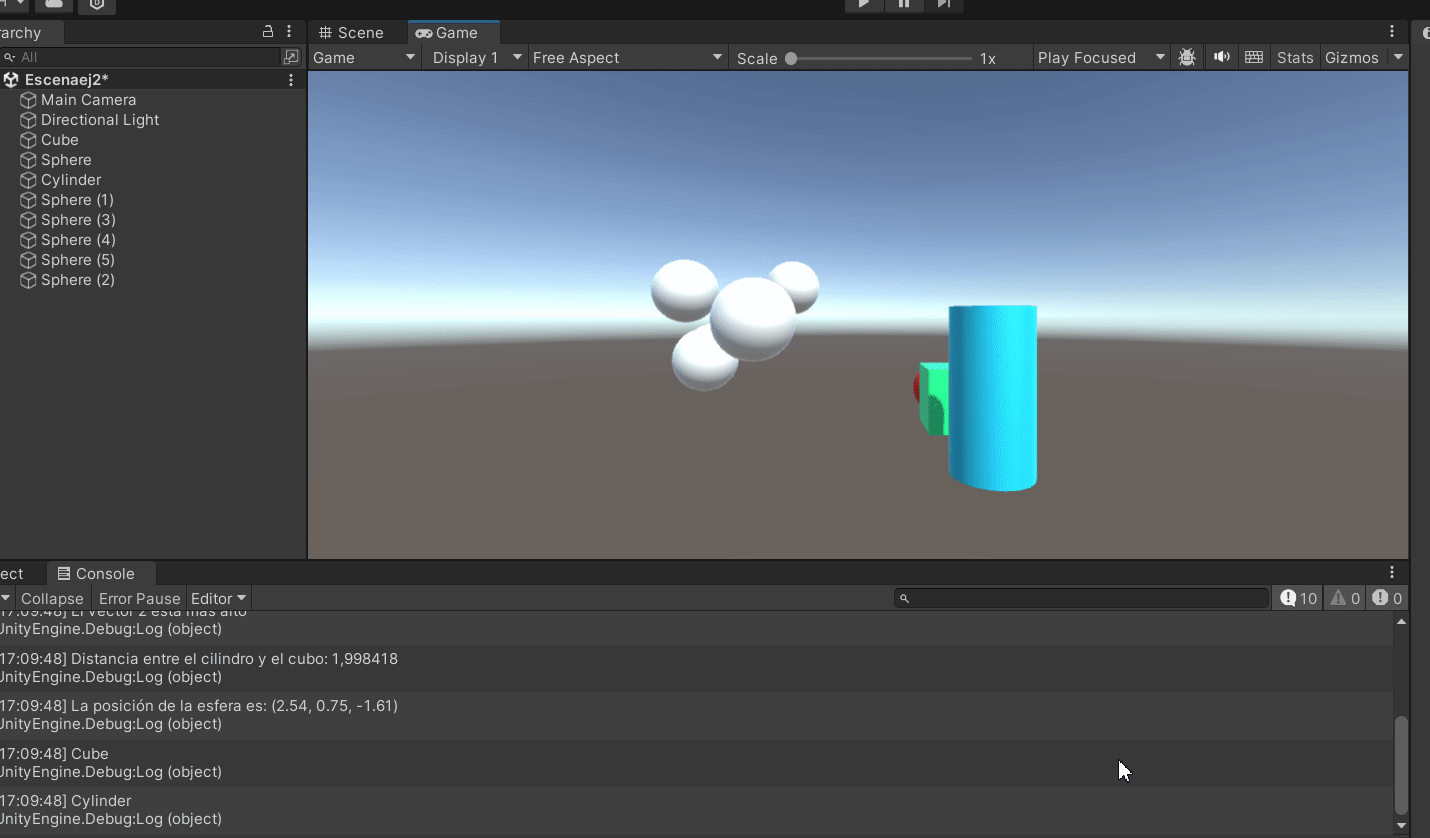 archy
Scene
Game
All
Game
Display 1
Free Aspect
Scale
1x
Play Focused
Stats
Gizmos
Escenaej2*
Main Camera
Directional Light
Cube
Sphere
Cylinder
Sphere (1)
Sphere (3)
Sphere (4)
Sphere (5)
Sphere (2)
ect
Console
Collapse
Error Pause
Editor
10
0
0
17:09:48] El vector 2 está más alto
UnityEngine.Debug:Log (object)
17:09:48] Distancia entre el cilindro y el cubo: 1,998418
UnityEngine.Debug:Log (object)
17:09:48] La posición de la esfera es: (2.54, 0.75, -1.61)
UnityEngine.Debug:Log (object)
17:09:48] Cube
UnityEngine.Debug:Log (object)
17:09:48] Cylinder
UnityEngine.Debug:Log (object)